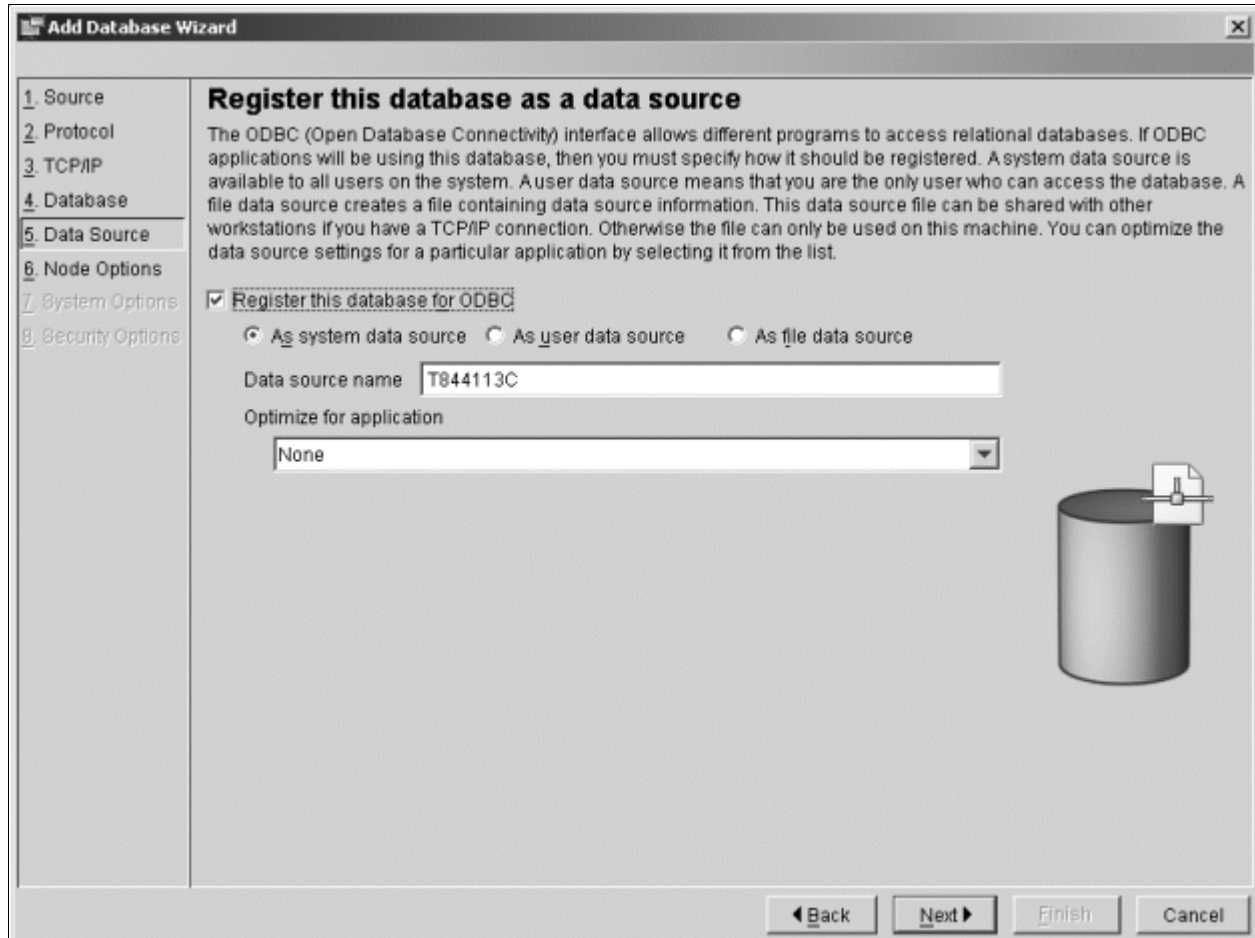 Add Database Wizard
1. Source
2. Protocol
3. TCP/IP
4. Database
5. Data Source
6. Node Options
7. System Options
8. Security Options
Register this database as a data source
The ODBC (Open Database Connectivity) interface allows different programs to access relational databases. If ODBC
applications will be using this database, then you must specify how it should be registered. A system data source is
available to all users on the system. A user data source means that you are the only user who can access the database. A
file data source creates a file containing data source information. This data source file can be shared with other
workstations if you have a TCP/IP connection. Otherwise the file can only be used on this machine. You can optimize the
data source settings for a particular application by selecting it from the list.
Register this database for ODBC
As system data source As user data source As file data source
Data source name T844113C
Optimize for application
None
Back Next Finish Cancel